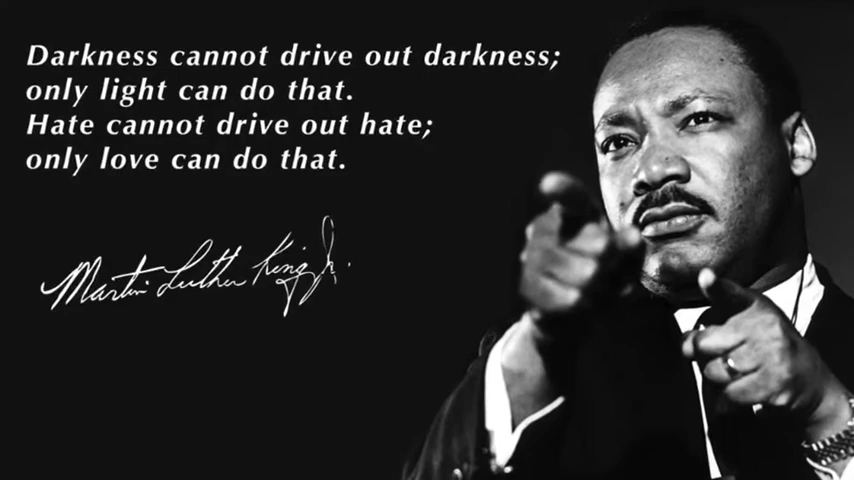 Darkness cannot drive out darkness;
only light can do that.
Hate cannot drive out hate;
only love can do that.
Martin Luther King Jr.